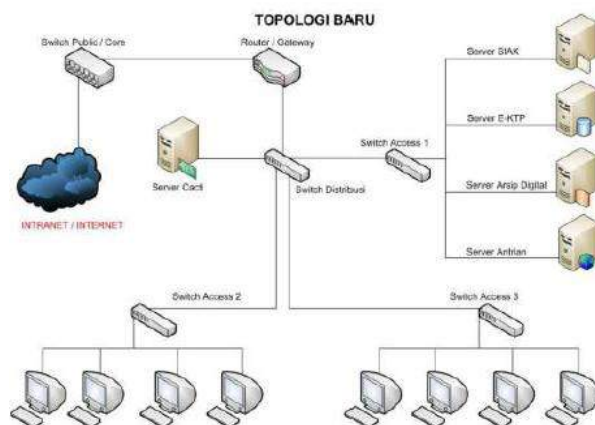 TOPOLOGI BARU
Switch Public / Core
Router / Gateway
Server SIAK
Server E-KTP
Switch Access 1
Server Cacti
Switch Distribusi
Server Arsip Digital
INTRANET / INTERNET
Server Antrian
Switch Access 2
Switch Access 3